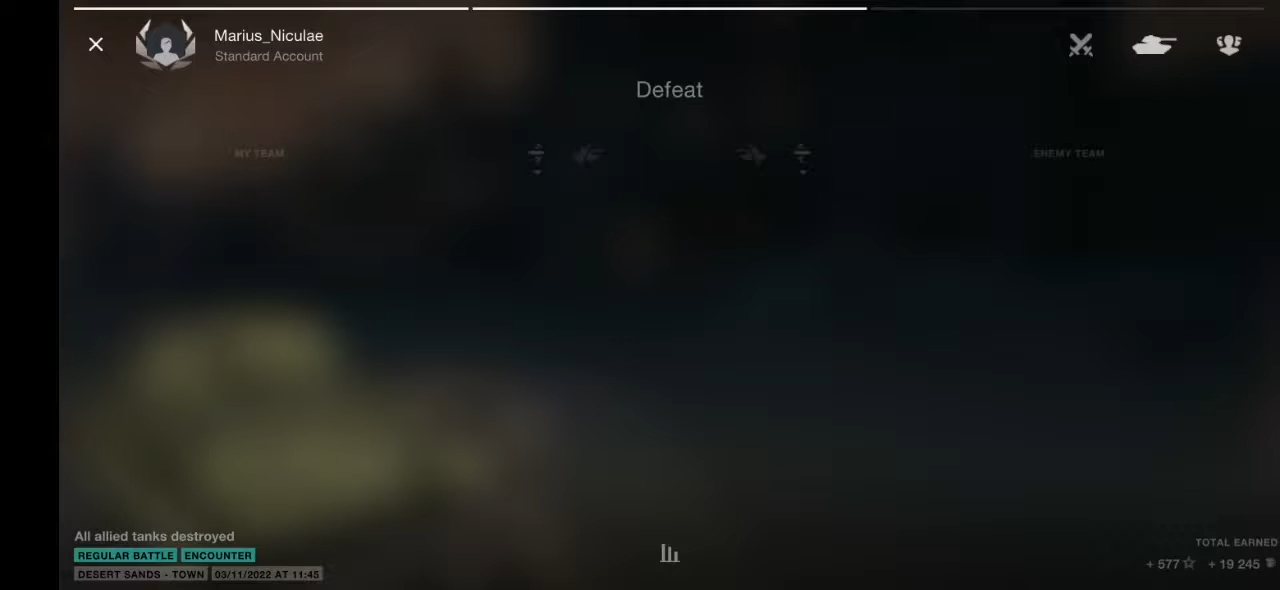 Marius_Niculae
Standard Account
Defeat
MY TEAM
ENEMY TEAM
All allied tanks destroyed
REGULAR BATTLE ENCOUNTER
DESERT SANDS - TOWN 03/11/2022 AT 11:45
TOTAL EARNED
+ 577 + 19 245